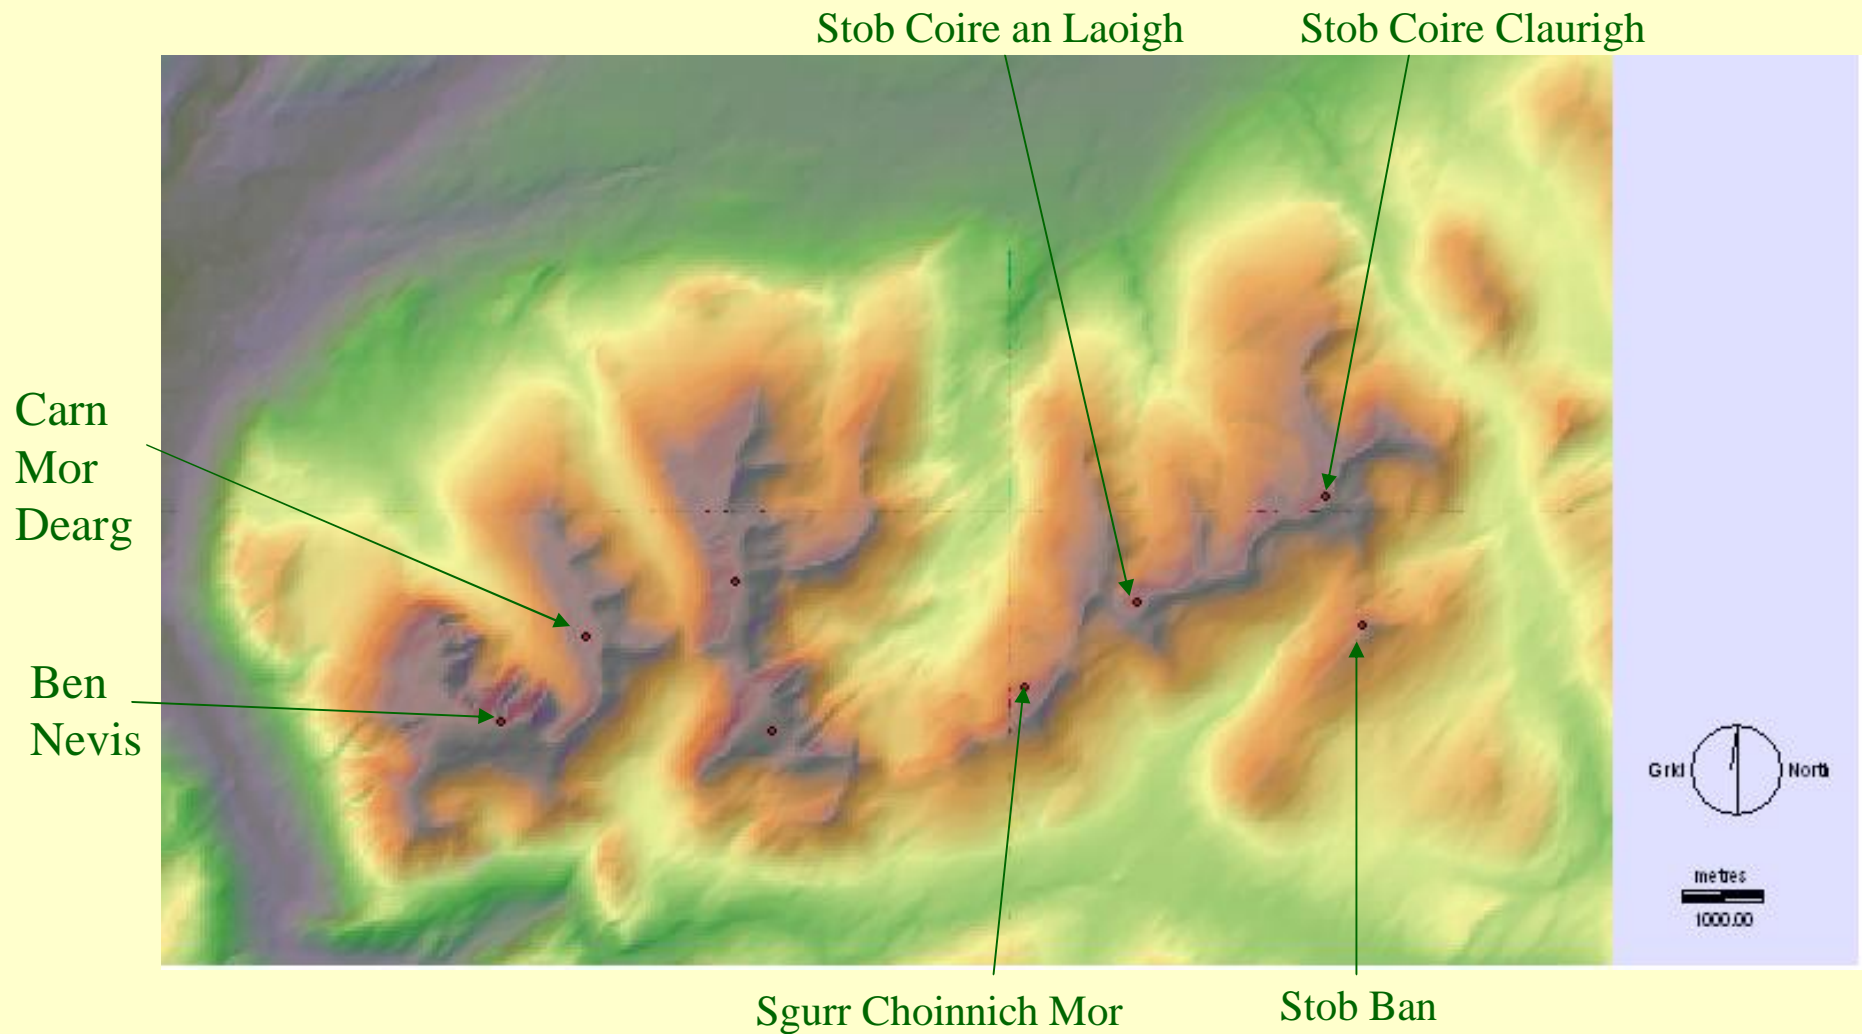 Stob Coire an Laoigh
Stob Coire Claurigh
Carn
Mor
Dearg
Ben
Nevis
Grid North
metres
1000.00
Sgurr Choinnich Mor
Stob Ban